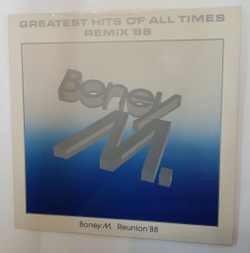 GREATEST HITS OF ALL TIMES
REMIX '88
Boney
M.
Boney M. Reunion '88